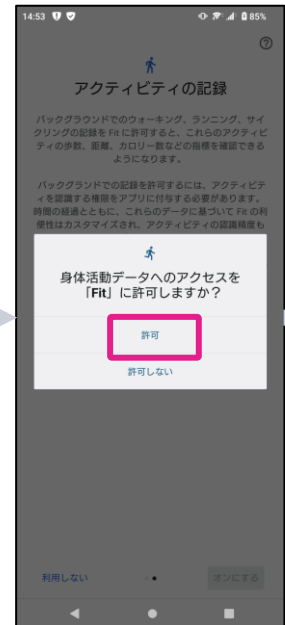 14:53
85%
アクティビティの記録
バックグラウンドでのウォーキング、ランニング、サイ
クリングの記録を Fit に許可すると、これらのアクティビ
ティの歩数、距離、カロリー数などの指標を確認できる
ようになります。
バックグランドでの記録を許可するには、アクティビテ
ィを認識する権限をアプリに付与する必要があります。
時間の経過とともに、これらのデータに基づいて Fit の利
便性はカスタマイズされ、アクティビティの認識精度も
身体活動データへのアクセスを
「Fit」に許可しますか？
許可
許可しない
利用しない
オンにする